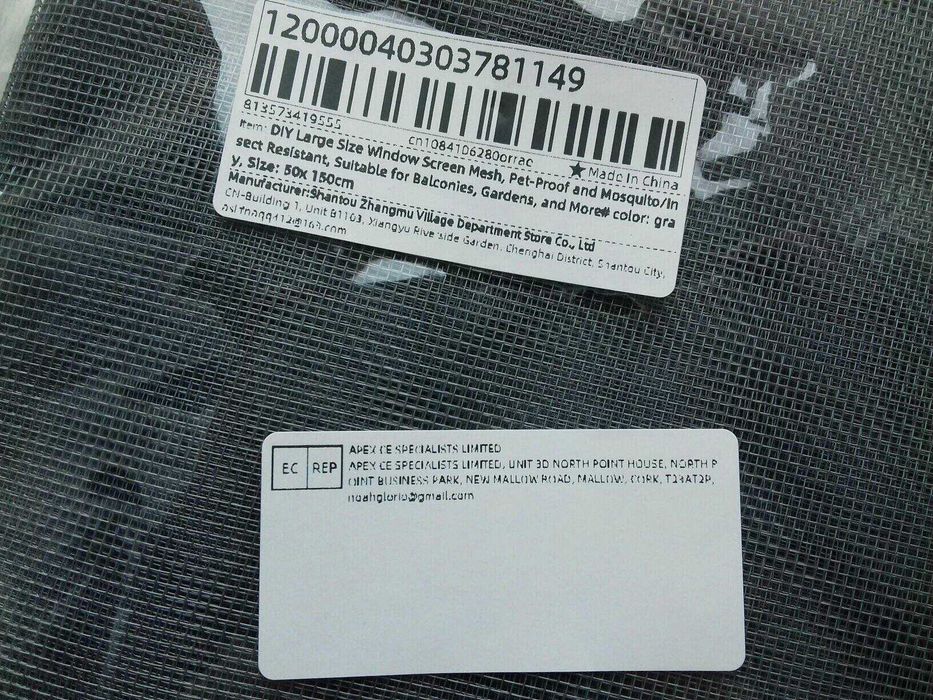 12000040303781149
813573419555
cn1084106280orrac
★ Made In China
Item: DIY Large Size Window Screen Mesh, Pet-Proof and Mosquito/In
sect Resistant, Suitable for Balconies, Gardens, and More# color: gra
y, Size: 50x 150cm
Manufacturer:Shantou Zhangmu Village Department Store Co., Ltd
CN-Building 1, Unit B1103, Xiangyu Riverside Garden, Chenghai District, Shantou City,
EC REP
APEX CE SPECIALISTS LIMITED
APEX CE SPECIALISTS LIMITED, UNIT 3D NORTH POINT HOUSE, NORTH P
OINT BUSINESS PARK, NEW MALLOW ROAD, MALLOW, CORK, T23AT2P,
noahglorio@gmail.com